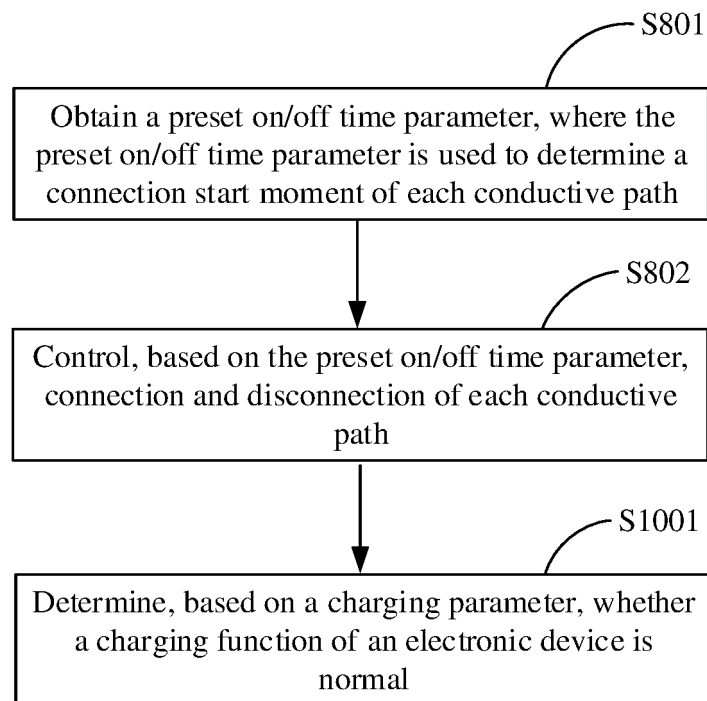 S801
Obtain a preset on/off time parameter, where the
preset on/off time parameter is used to determine a
connection start moment of each conductive path
S802
Control, based on the preset on/off time parameter,
connection and disconnection of each conductive
path
S1001
Determine, based on a charging parameter, whether
a charging function of an electronic device is
normal